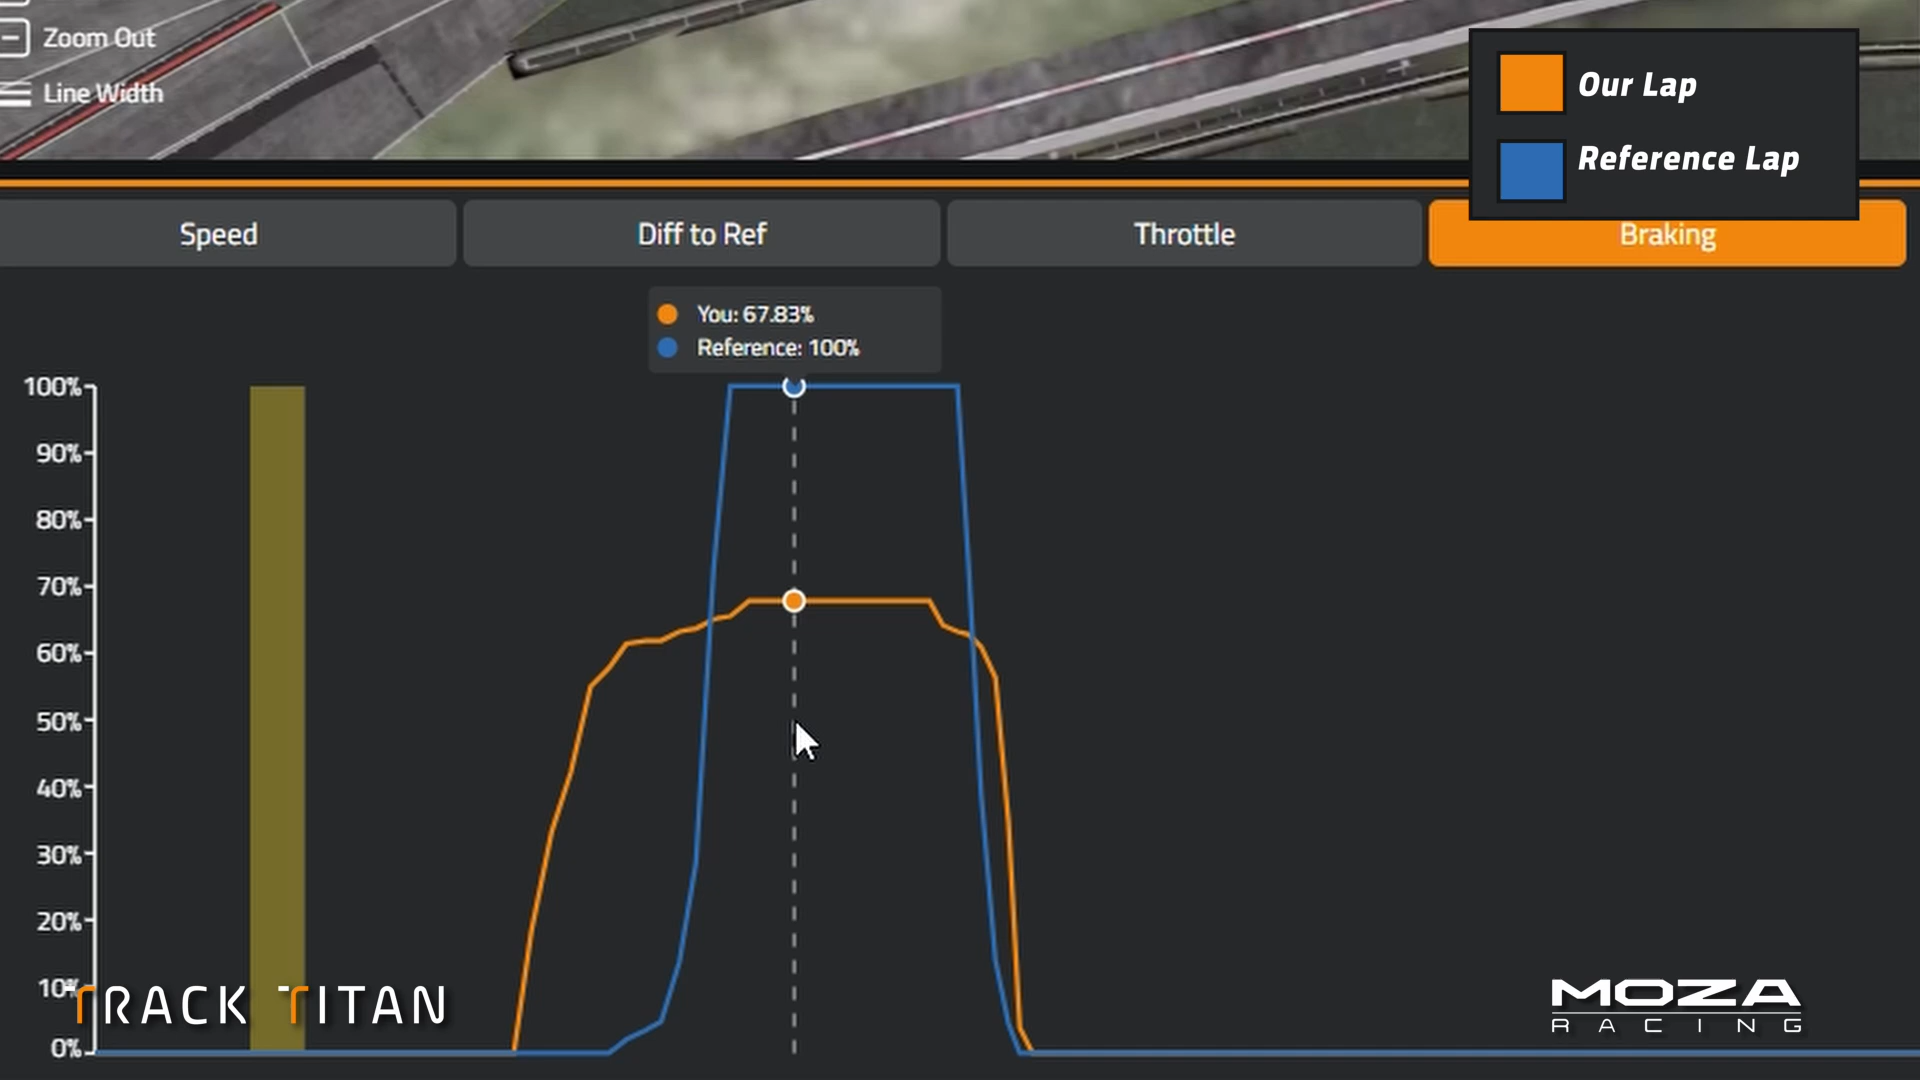 Zoom Out
Line Width
Our Lap
Reference Lap
Speed
Diff to Ref
Throttle
Braking
You: 67.83%
Reference: 100%
100%
90%
80%
70%
60%
50%
40%
30%
20%
10%
0%
TRACK TITAN
MOZA
RACING